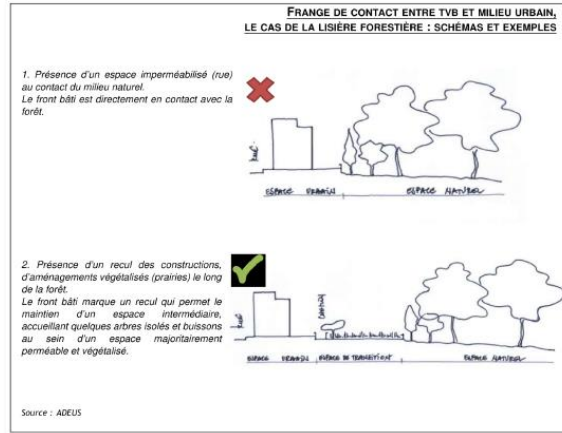 FRANGE DE CONTACT ENTRE TVB ET MILIEU URBAIN,
LE CAS DE LA LISIÈRE FORESTIÈRE : SCHÉMAS ET EXEMPLES
1. Présence d'un espace imperméabilisé (rue)
au contact du milieu naturel.
Le front bâti est directement en contact avec la
forêt.
RUE
ESPACE URBAIN
ESPACE NATUREL
2. Présence d'un recul des constructions,
d'aménagements végétalisés (prairies) le long
de la forêt.
Le front bâti marque un recul qui permet le
maintien d'un espace intermédiaire,
accueillant quelques arbres isolés et buissons
au sein d'un espace majoritairement
perméable et végétalisé.
RUE
CHEMIN
ESPACE URBAIN
ESPACE DE TRANSITION
ESPACE NATUREL
Source : ADEUS